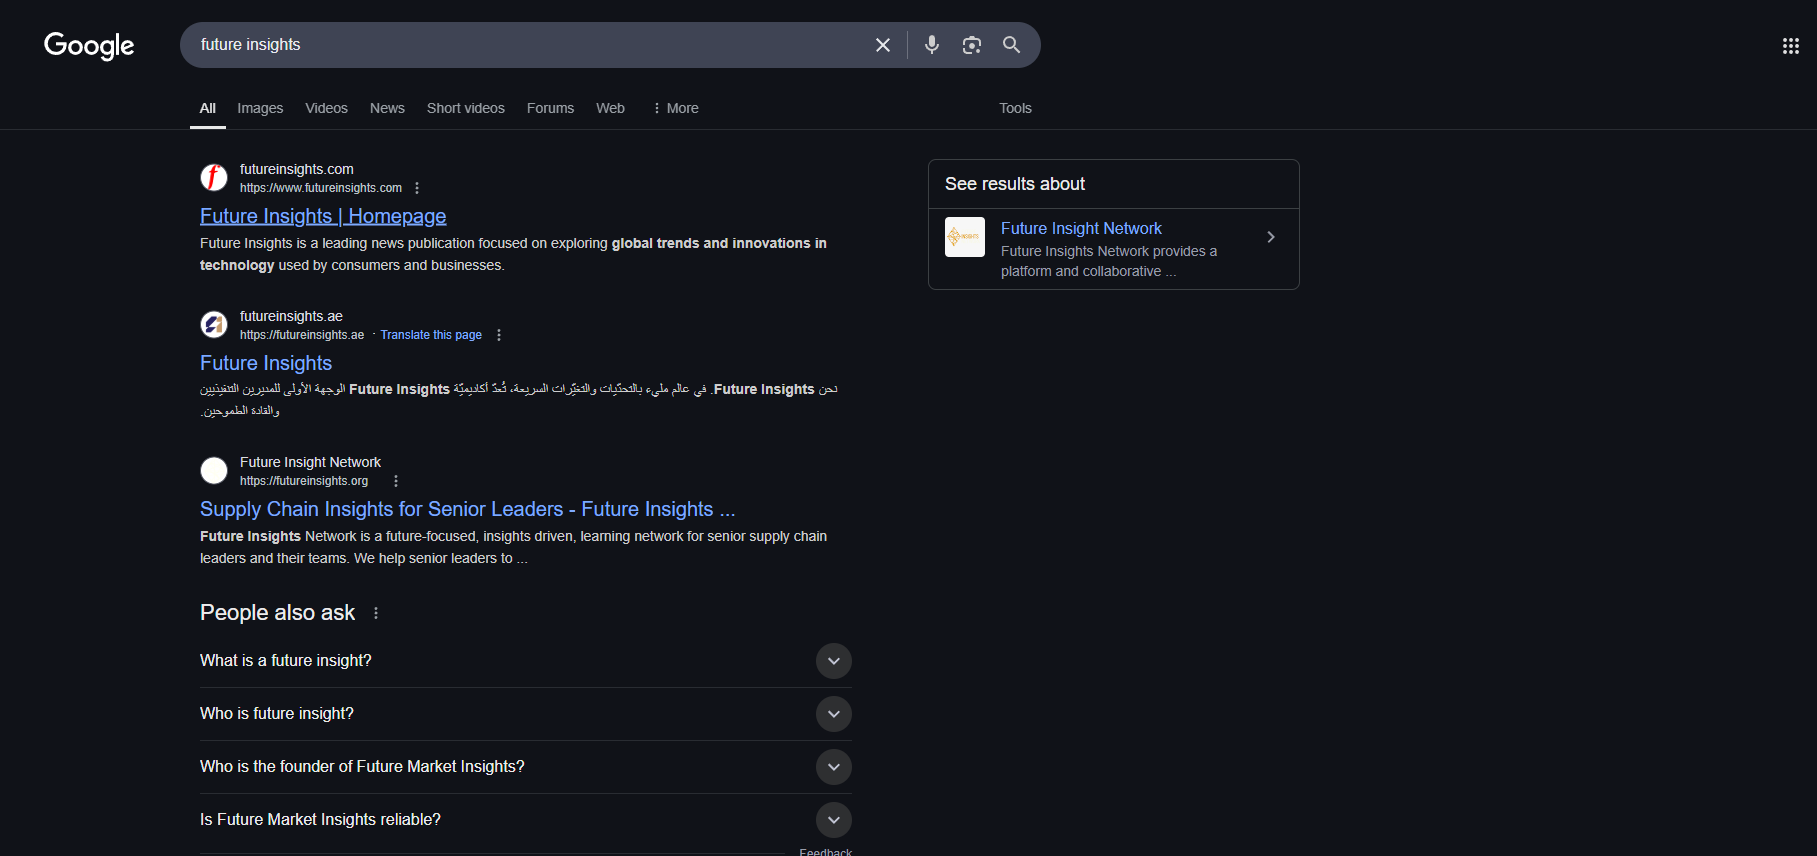 Google
future insights
All Images Videos News Short videos Forums Web More Tools
futureinsights.com
https://www.futureinsights.com
Future Insights | Homepage
Future Insights is a leading news publication focused on exploring global trends and innovations in
technology used by consumers and businesses.
futureinsights.ae
https://futureinsights.ae · Translate this page
Future Insights
نحن Future Insights. في عالم مليء بالتحدّيات والتغيّرات السريعة، تُعدّ أكاديميّة Future Insights الوجهة الأولى للمديرين التنفيذيين
والقادة الطموحين.
Future Insight Network
https://futureinsights.org
Supply Chain Insights for Senior Leaders - Future Insights ...
Future Insights Network is a future-focused, insights driven, learning network for senior supply chain
leaders and their teams. We help senior leaders to ...
People also ask
What is a future insight?
Who is future insight?
Who is the founder of Future Market Insights?
Is Future Market Insights reliable?
Feedback
See results about
INSIGHTS
Future Insight Network
Future Insights Network provides a
platform and collaborative ...